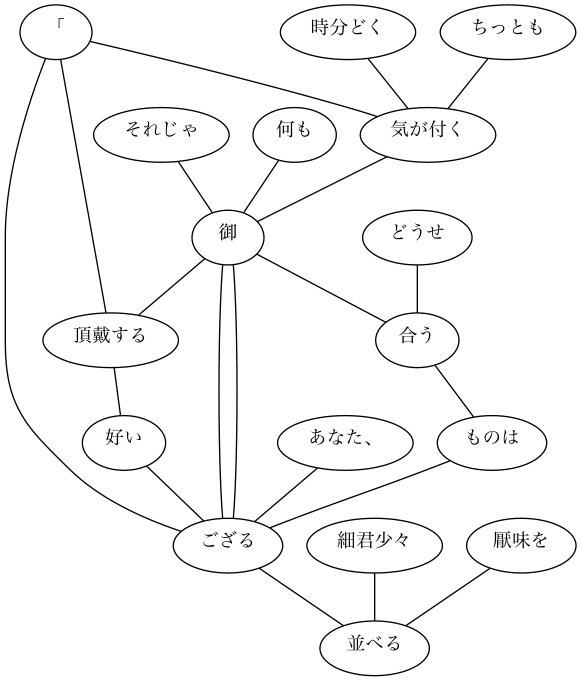 「
時分どく
ちっとも
それじゃ
何も
気が付く
御
どうせ
頂戴する
合う
好い
あなた、
ものは
ござる
細君少々
厭味を
並べる